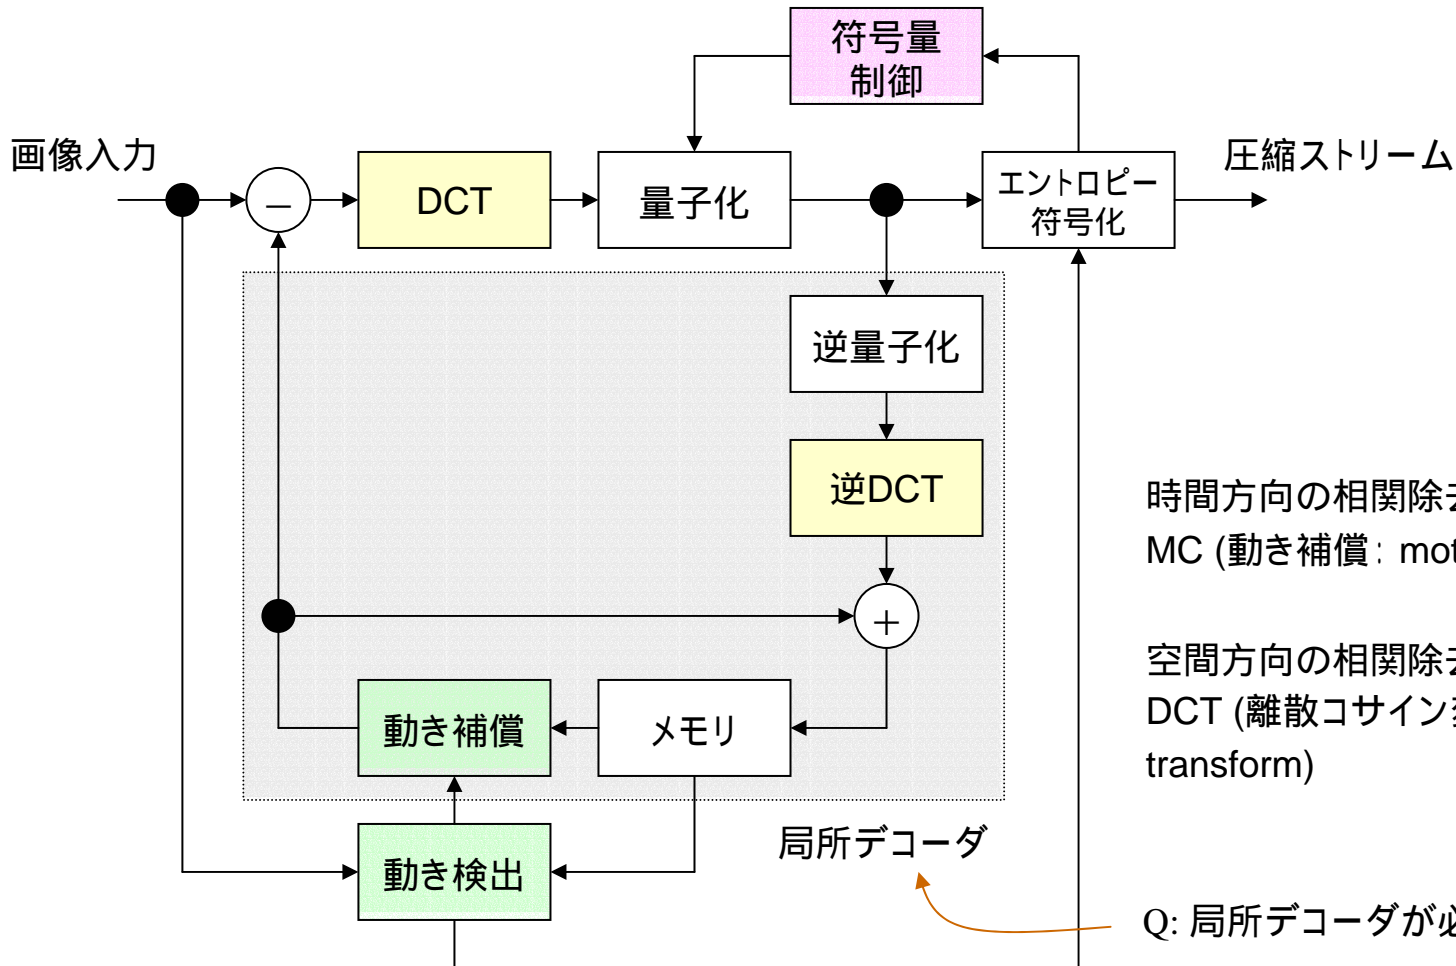 符号量
制御
画像入力
−
DCT
量子化
エントロピー
符号化
圧縮ストリーム
逆量子化
逆DCT
時間方向の相関除
MC (動き補償: mot
+
空間方向の相関除
DCT (離散コサイン
transform)
動き補償
メモリ
局所デコーダ
動き検出
Q: 局所デコーダが